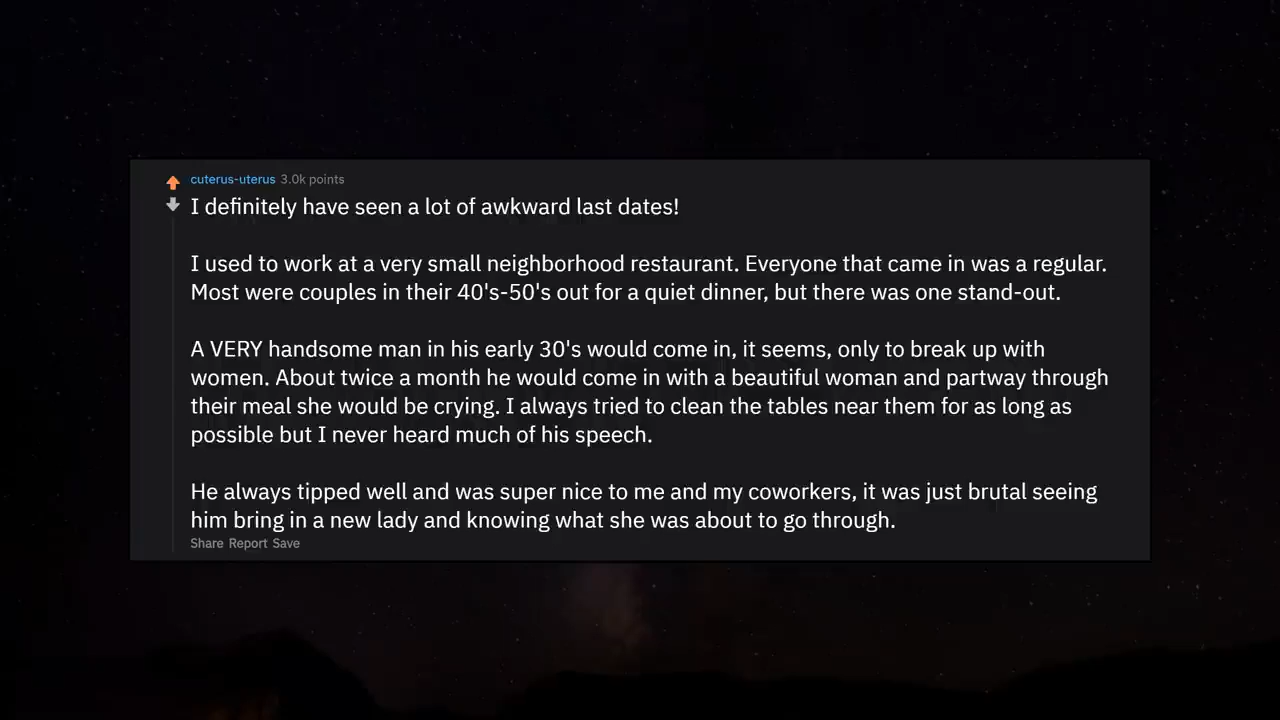 cuterus-uterus 3.0k points
I definitely have seen a lot of awkward last dates!
I used to work at a very small neighborhood restaurant. Everyone that came in was a regular.
Most were couples in their 40's-50's out for a quiet dinner, but there was one stand-out.
A VERY handsome man in his early 30's would come in, it seems, only to break up with
women. About twice a month he would come in with a beautiful woman and partway through
their meal she would be crying. I always tried to clean the tables near them for as long as
possible but I never heard much of his speech.
He always tipped well and was super nice to me and my coworkers, it was just brutal seeing
him bring in a new lady and knowing what she was about to go through.
Share Report Save